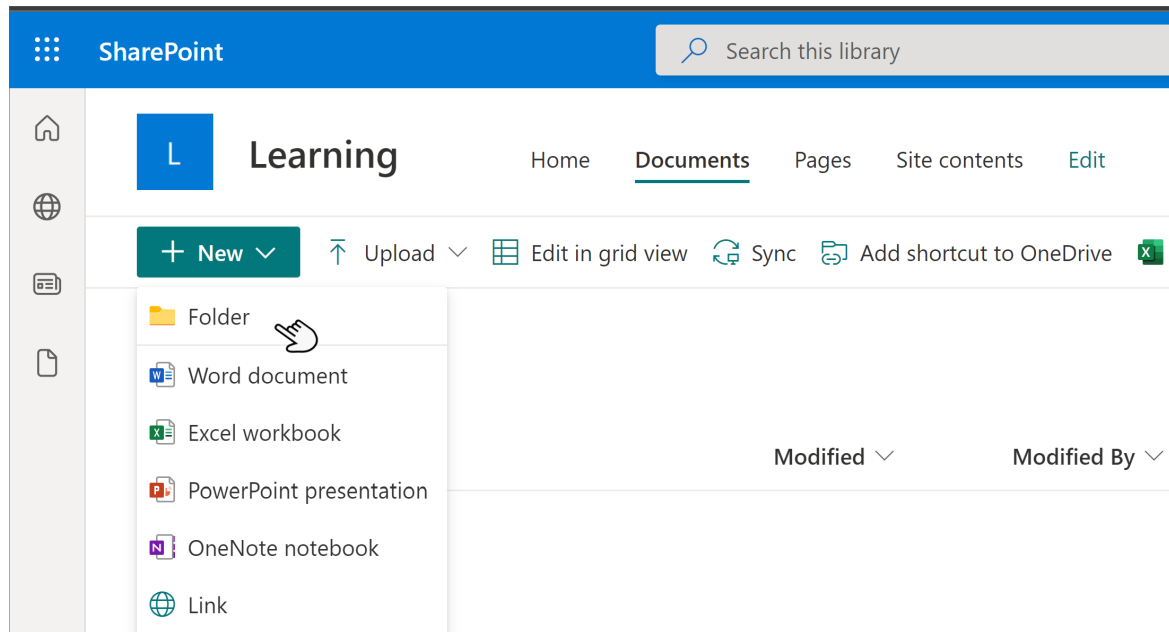 SharePoint
Search this library
L
Learning
Home Documents Pages Site contents Edit
New Upload Edit in grid view Sync Add shortcut to OneDrive
Folder
Word document
Excel workbook
Modified Modified By
PowerPoint presentation
OneNote notebook
Link